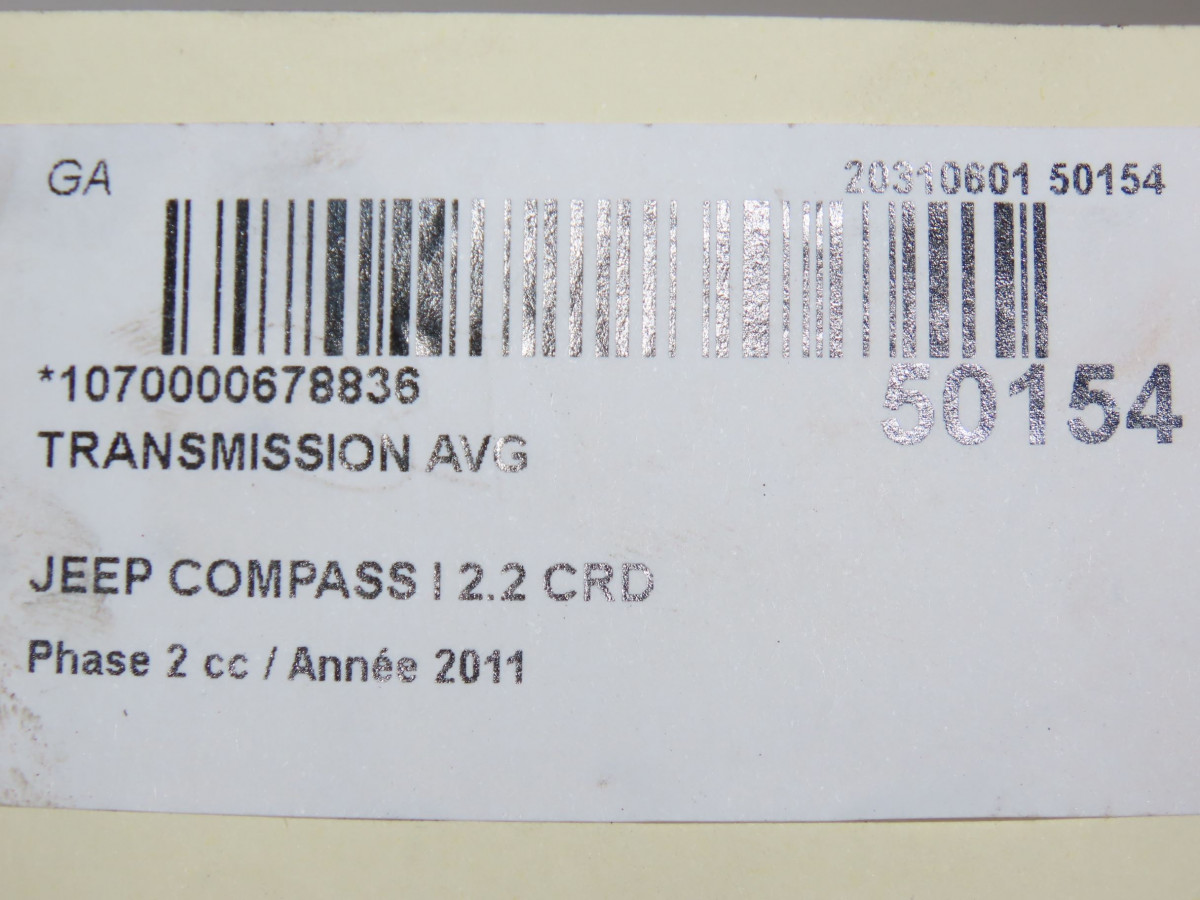 GA
20310601 50154
*1070000678836
50154
TRANSMISSION AVG
JEEP COMPASS I 2.2 CRD
Phase 2 cc / Année 2011